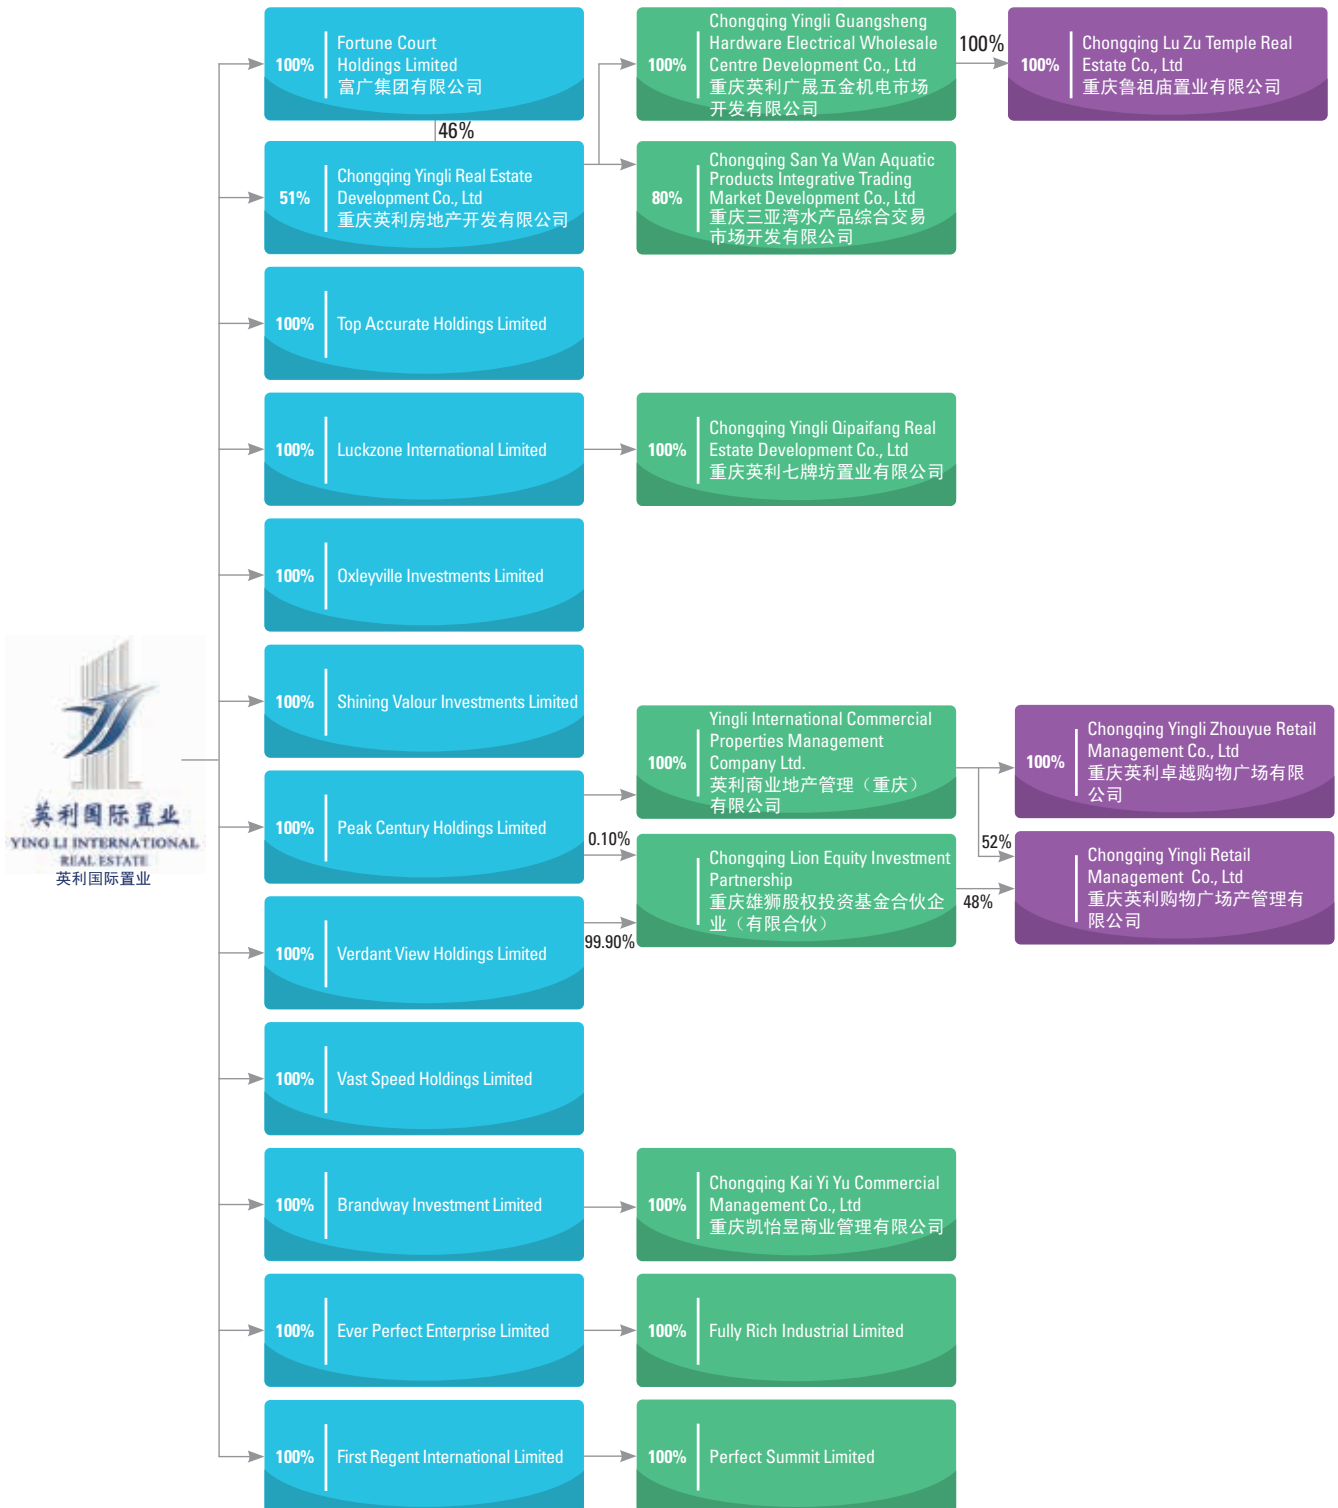 100%
Fortune Court
Holdings Limited
富广集团有限公司
46%
51%
Chongqing Yingli Real Estate
Development Co., Ltd
重庆英利房地产开发有限公司
100%
Chongqing Yingli Guangsheng
Hardware Electrical Wholesale
Centre Development Co., Ltd
重庆英利广晟五金机电市场
开发有限公司
100%
100%
Chongqing Lu Zu Temple Real
Estate Co., Ltd
重庆鲁祖庙置业有限公司
80%
Chongqing San Ya Wan Aquatic
Products Integrative Trading
Market Development Co., Ltd
重庆三亚湾水产品综合交易
市场开发有限公司
100%
Top Accurate Holdings Limited
100%
Luckzone International Limited
100%
Chongqing Yingli Qipaifang Real
Estate Development Co., Ltd
重庆英利七牌坊置业有限公司
100%
Oxleyville Investments Limited
英利国际置业
YING LI INTERNATIONAL
REAL ESTATE
英利国际置业
100%
Shining Valour Investments Limited
100%
Peak Century Holdings Limited
0.10%
100%
Yingli International Commercial
Properties Management
Company Ltd.
英利商业地产管理（重庆）
有限公司
100%
Chongqing Yingli Zhouyue Retail
Management Co., Ltd
重庆英利卓越购物广场有限
公司
52%
Chongqing Lion Equity Investment
Partnership
重庆雄狮股权投资基金合伙企
业（有限合伙）
48%
Chongqing Yingli Retail
Management Co., Ltd
重庆英利购物广场产管理有
限公司
99.90%
100%
Verdant View Holdings Limited
100%
Vast Speed Holdings Limited
100%
Brandway Investment Limited
100%
Chongqing Kai Yi Yu Commercial
Management Co., Ltd
重庆凯怡昱商业管理有限公司
100%
Ever Perfect Enterprise Limited
100%
Fully Rich Industrial Limited
100%
First Regent International Limited
100%
Perfect Summit Limited